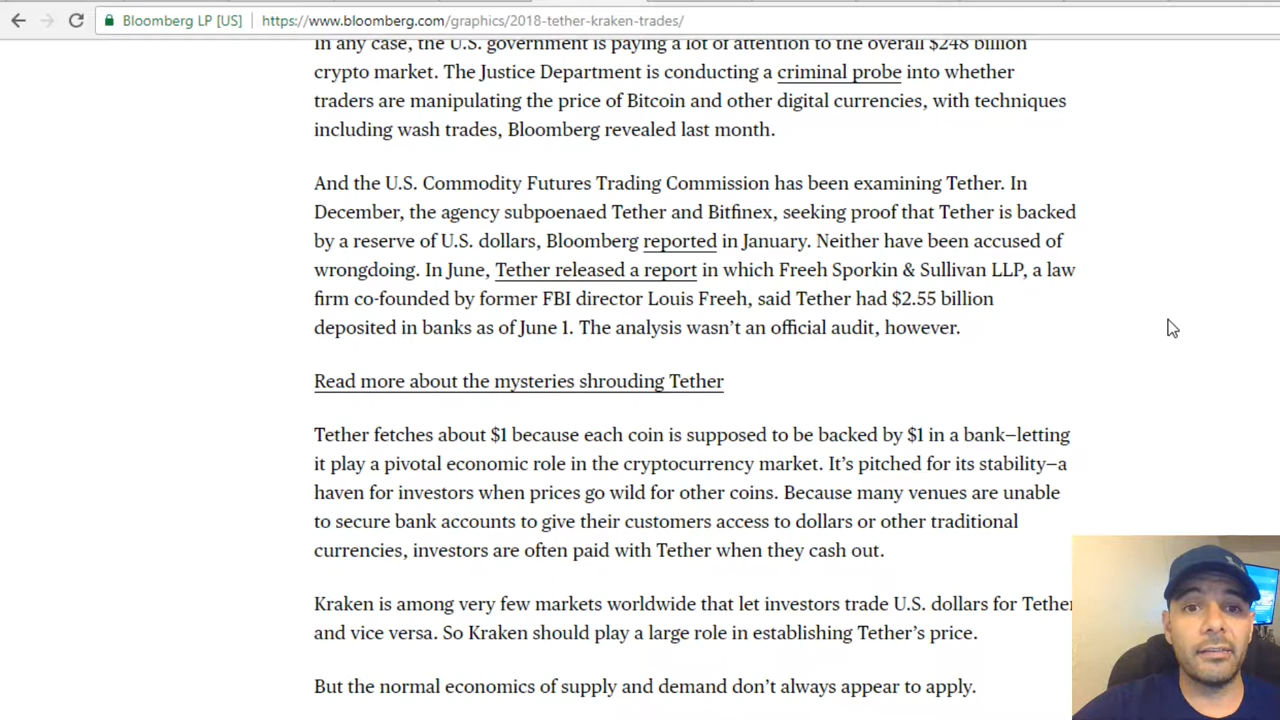 Bloomberg LP [US]
https://www.bloomberg.com/graphics/2018-tether-kraken-trades/
In any case, the U.S. government is paying a lot of attention to the overall $248 billion
crypto market. The Justice Department is conducting a criminal probe into whether
traders are manipulating the price of Bitcoin and other digital currencies, with techniques
including wash trades, Bloomberg revealed last month.
And the U.S. Commodity Futures Trading Commission has been examining Tether. In
December, the agency subpoenaed Tether and Bitfinex, seeking proof that Tether is backed
by a reserve of U.S. dollars, Bloomberg reported in January. Neither have been accused of
wrongdoing. In June, Tether released a report in which Freeh Sporkin & Sullivan LLP, a law
firm co-founded by former FBI director Louis Freeh, said Tether had $2.55 billion
deposited in banks as of June 1. The analysis wasn't an official audit, however.
Read more about the mysteries shrouding Tether
Tether fetches about $1 because each coin is supposed to be backed by $1 in a bank—letting
it play a pivotal economic role in the cryptocurrency market. It's pitched for its stability—a
haven for investors when prices go wild for other coins. Because many venues are unable
to secure bank accounts to give their customers access to dollars or other traditional
currencies, investors are often paid with Tether when they cash out.
Kraken is among very few markets worldwide that let investors trade U.S. dollars for Tether
and vice versa. So Kraken should play a large role in establishing Tether's price.
But the normal economics of supply and demand don't always appear to apply.